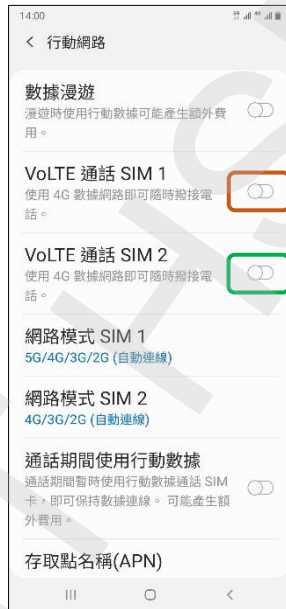 14:00
行動網路
數據漫遊
漫遊時使用行動數據可能產生額外費
用。
VoLTE 通話 SIM 1
使用 4G 數據網路即可隨時撥接電
話。
VoLTE 通話 SIM 2
使用 4G 數據網路即可隨時撥接電
話。
網路模式 SIM 1
5G/4G/3G/2G (自動連線)
網路模式 SIM 2
4G/3G/2G (自動連線)
通話期間使用行動數據
通話期間暫時使用行動數據通話 SIM
卡，即可保持數據連線。 可能產生額
外費用。
存取點名稱(APN)